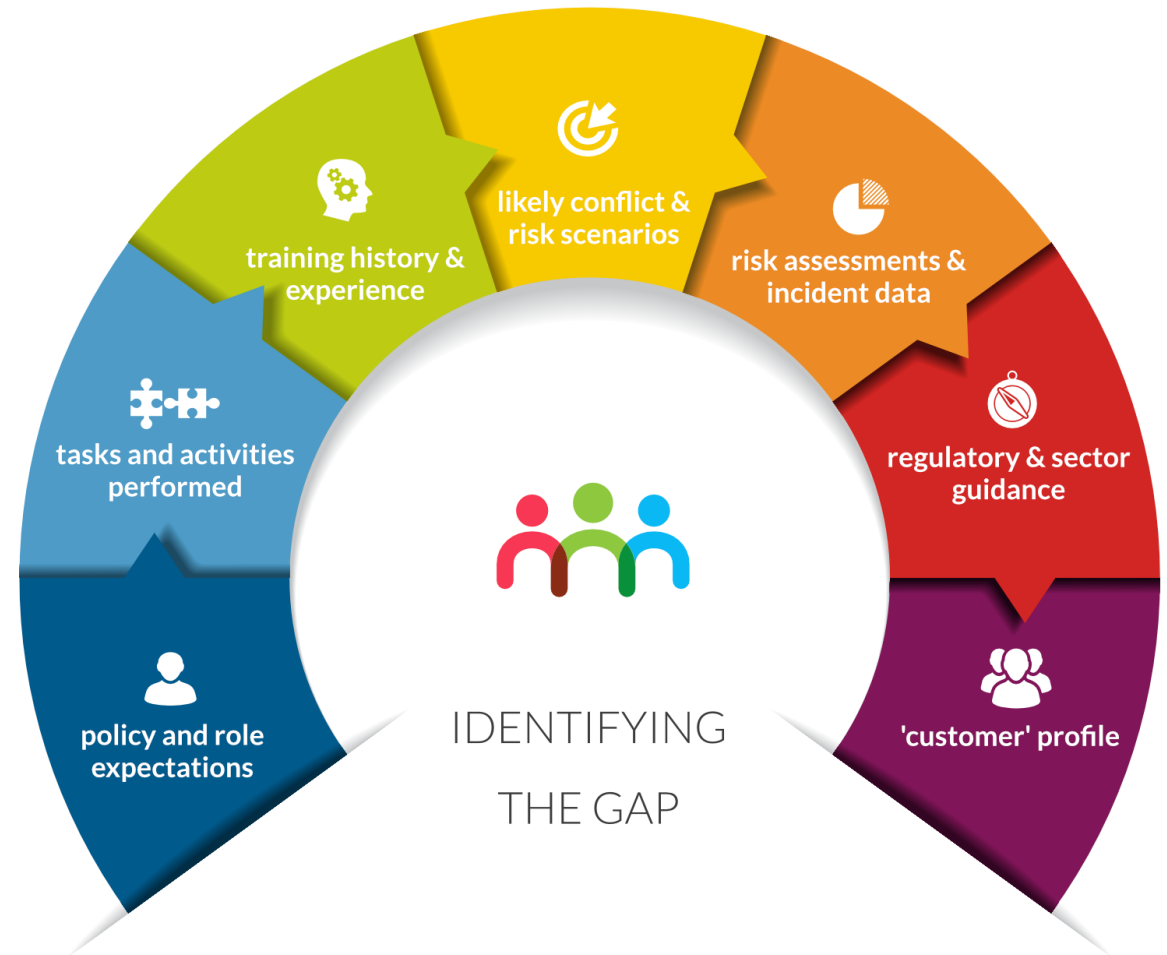 policy and role
expectations
tasks and activities
performed
training history &
experience
likely conflict &
risk scenarios
risk assessments &
incident data
regulatory & sector
guidance
'customer' profile
IDENTIFYING
THE GAP